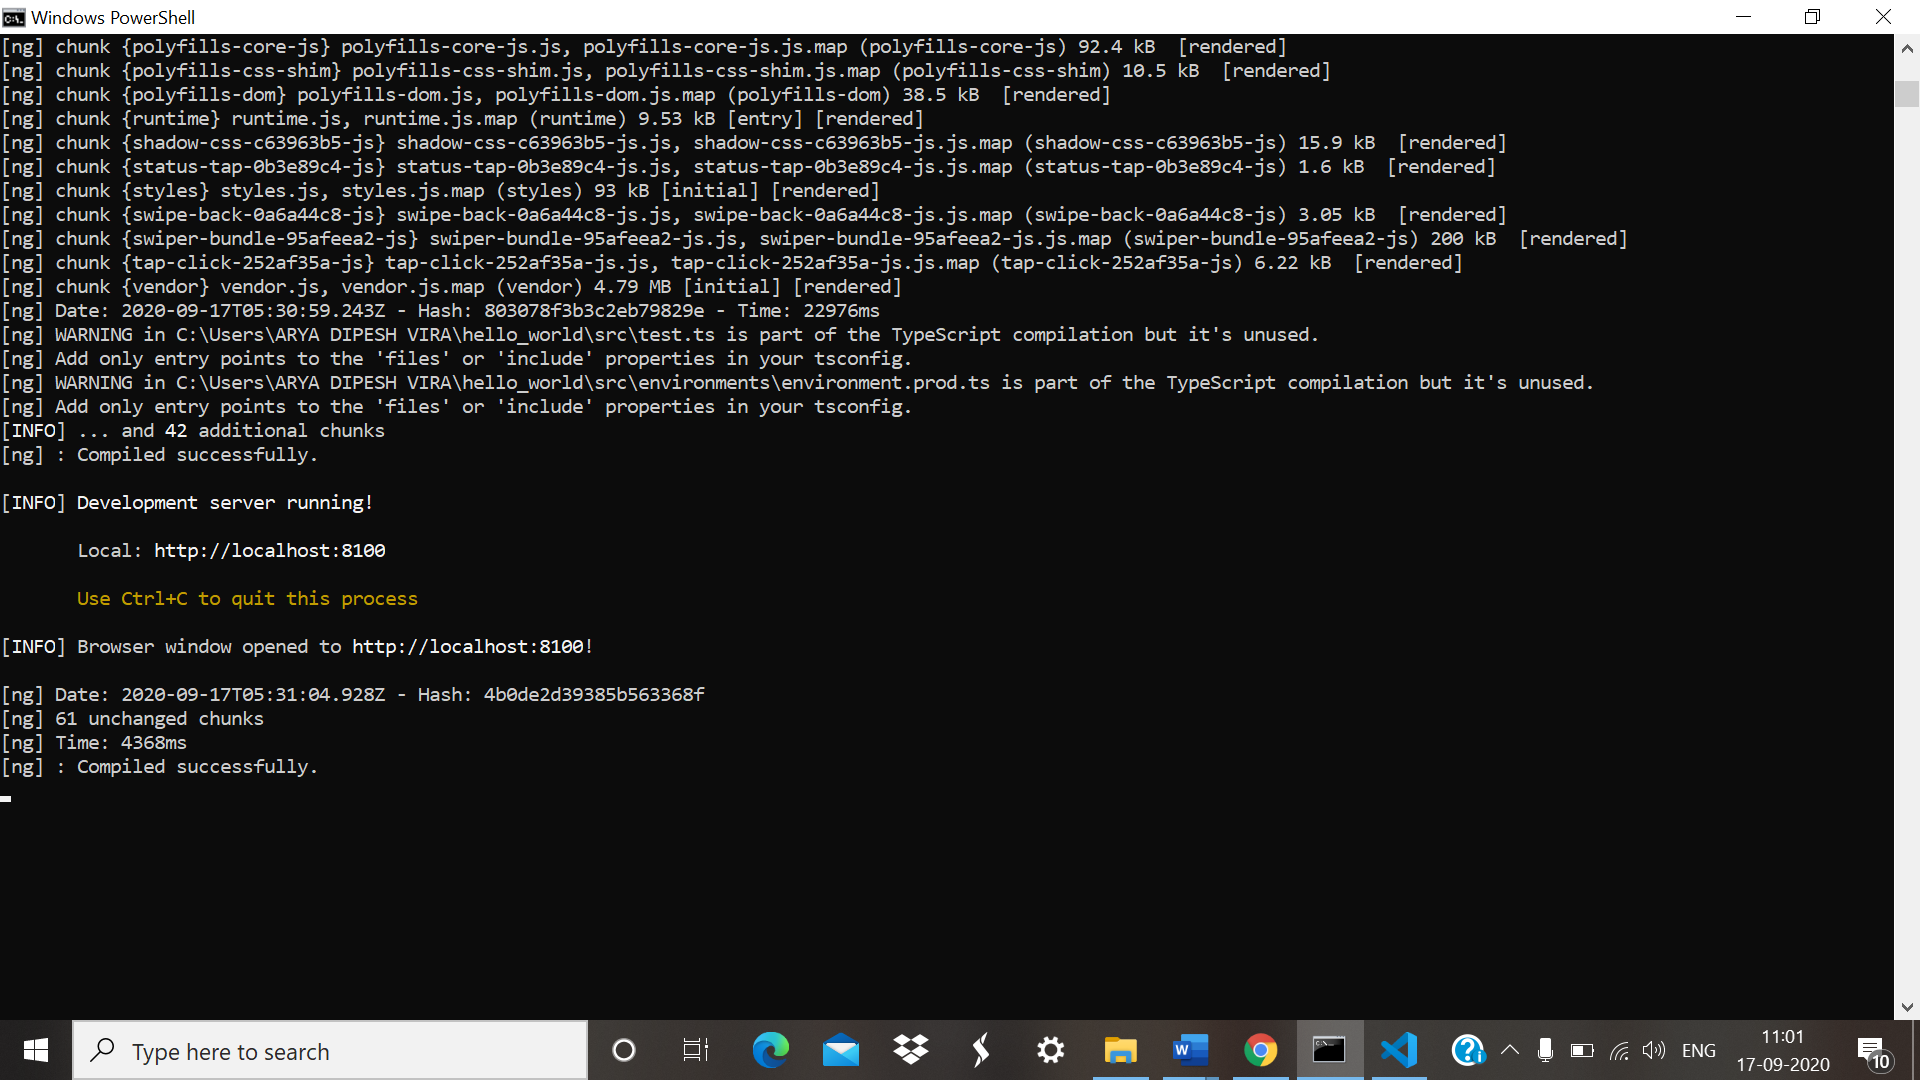 Windows PowerShell
[ng] chunk {polyfills-core-js} polyfills-core-js.js, polyfills-core-js.js.map (polyfills-core-js) 92.4 kB  [rendered]
[ng] chunk {polyfills-css-shim} polyfills-css-shim.js, polyfills-css-shim.js.map (polyfills-css-shim) 10.5 kB  [rendered]
[ng] chunk {polyfills-dom} polyfills-dom.js, polyfills-dom.js.map (polyfills-dom) 38.5 kB  [rendered]
[ng] chunk {runtime} runtime.js, runtime.js.map (runtime) 9.53 kB [entry] [rendered]
[ng] chunk {shadow-css-c63963b5-js} shadow-css-c63963b5-js.js, shadow-css-c63963b5-js.js.map (shadow-css-c63963b5-js) 15.9 kB  [rendered]
[ng] chunk {status-tap-0b3e89c4-js} status-tap-0b3e89c4-js.js, status-tap-0b3e89c4-js.js.map (status-tap-0b3e89c4-js) 1.6 kB  [rendered]
[ng] chunk {styles} styles.js, styles.js.map (styles) 93 kB [initial] [rendered]
[ng] chunk {swipe-back-0a6a44c8-js} swipe-back-0a6a44c8-js.js, swipe-back-0a6a44c8-js.js.map (swipe-back-0a6a44c8-js) 3.05 kB  [rendered]
[ng] chunk {swiper-bundle-95afeea2-js} swiper-bundle-95afeea2-js.js, swiper-bundle-95afeea2-js.js.map (swiper-bundle-95afeea2-js) 200 kB  [rendered]
[ng] chunk {tap-click-252af35a-js} tap-click-252af35a-js.js, tap-click-252af35a-js.js.map (tap-click-252af35a-js) 6.22 kB  [rendered]
[ng] chunk {vendor} vendor.js, vendor.js.map (vendor) 4.79 MB [initial] [rendered]
[ng] Date: 2020-09-17T05:30:59.243Z - Hash: 803078f3b3c2eb79829e - Time: 22976ms
[ng] WARNING in C:\Users\ARYA DIPESH VIRA\hello_world\src\test.ts is part of the TypeScript compilation but it's unused.
[ng] Add only entry points to the 'files' or 'include' properties in your tsconfig.
[ng] WARNING in C:\Users\ARYA DIPESH VIRA\hello_world\src\environments\environment.prod.ts is part of the TypeScript compilation but it's unused.
[ng] Add only entry points to the 'files' or 'include' properties in your tsconfig.
[INFO] ... and 42 additional chunks
[ng] : Compiled successfully.
[INFO] Development server running!
Local: http://localhost:8100
Use Ctrl+C to quit this process
[INFO] Browser window opened to http://localhost:8100!
[ng] Date: 2020-09-17T05:31:04.928Z - Hash: 4b0de2d39385b563368f
[ng] 61 unchanged chunks
[ng] Time: 4368ms
[ng] : Compiled successfully.
Type here to search
ENG
11:01
17-09-2020
10